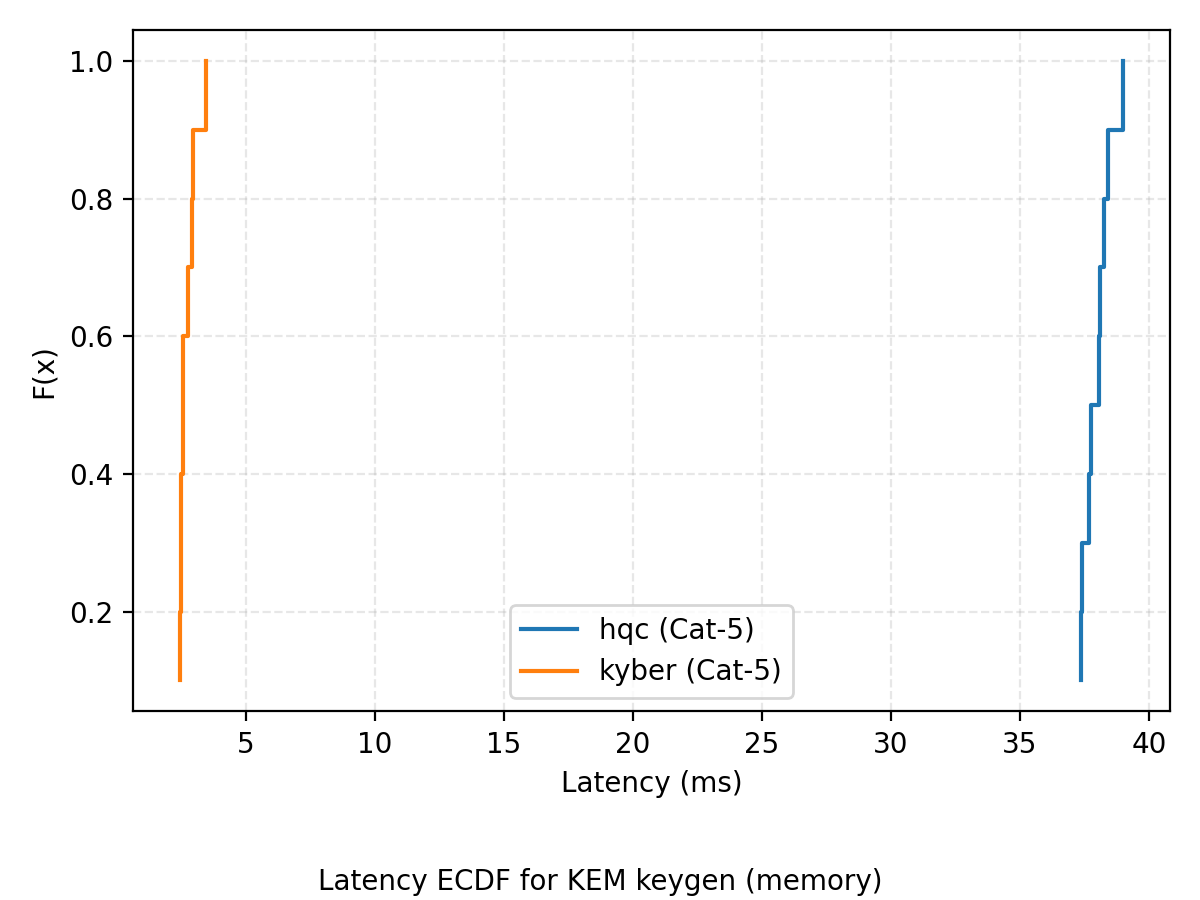 1.0
0.8
0.6
0.4
0.2
F(x)
hqc (Cat-5)
kyber (Cat-5)
5 10 15 20 25 30 35 40
Latency (ms)
Latency ECDF for KEM keygen (memory)